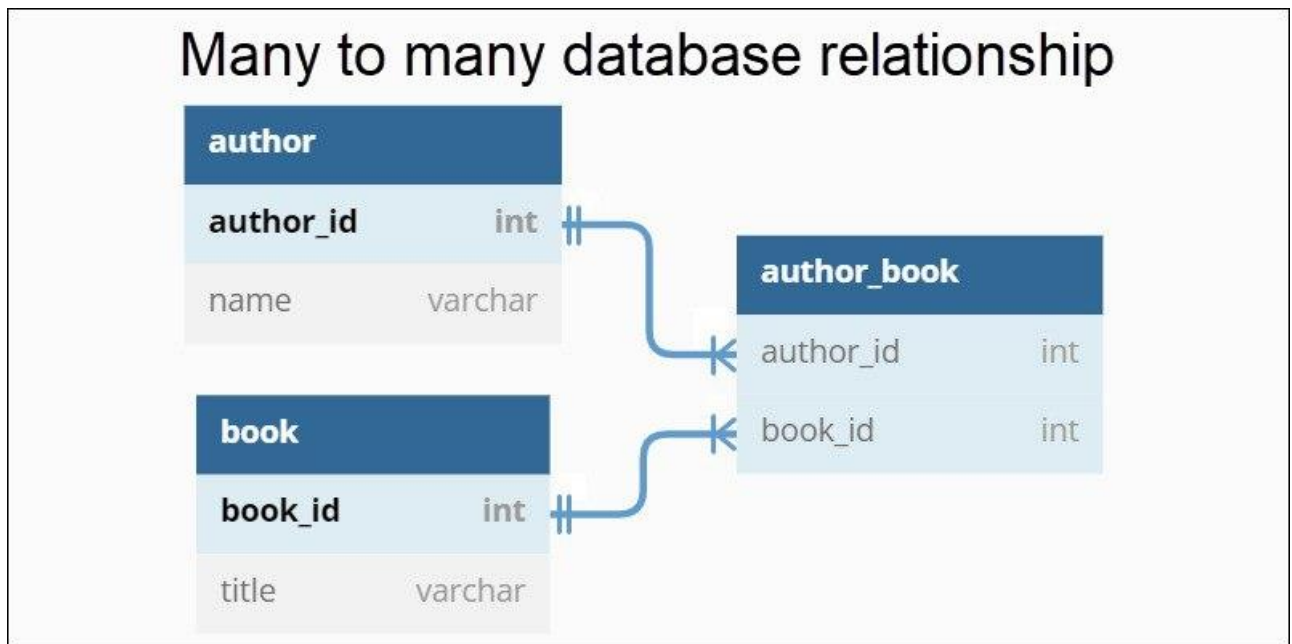 Many to many database relationship
author
author_id int
name varchar
author_book
author_id int
book_id int
book
book_id int
title varchar